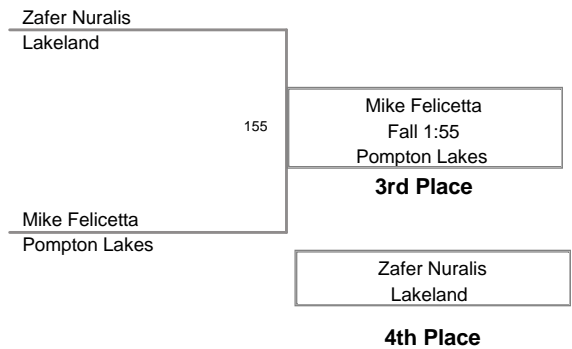 Zafer Nuralis
Lakeland
155
Mike Felicetta
Fall 1:55
Pompton Lakes
3rd Place
Mike Felicetta
Pompton Lakes
Zafer Nuralis
Lakeland
4th Place